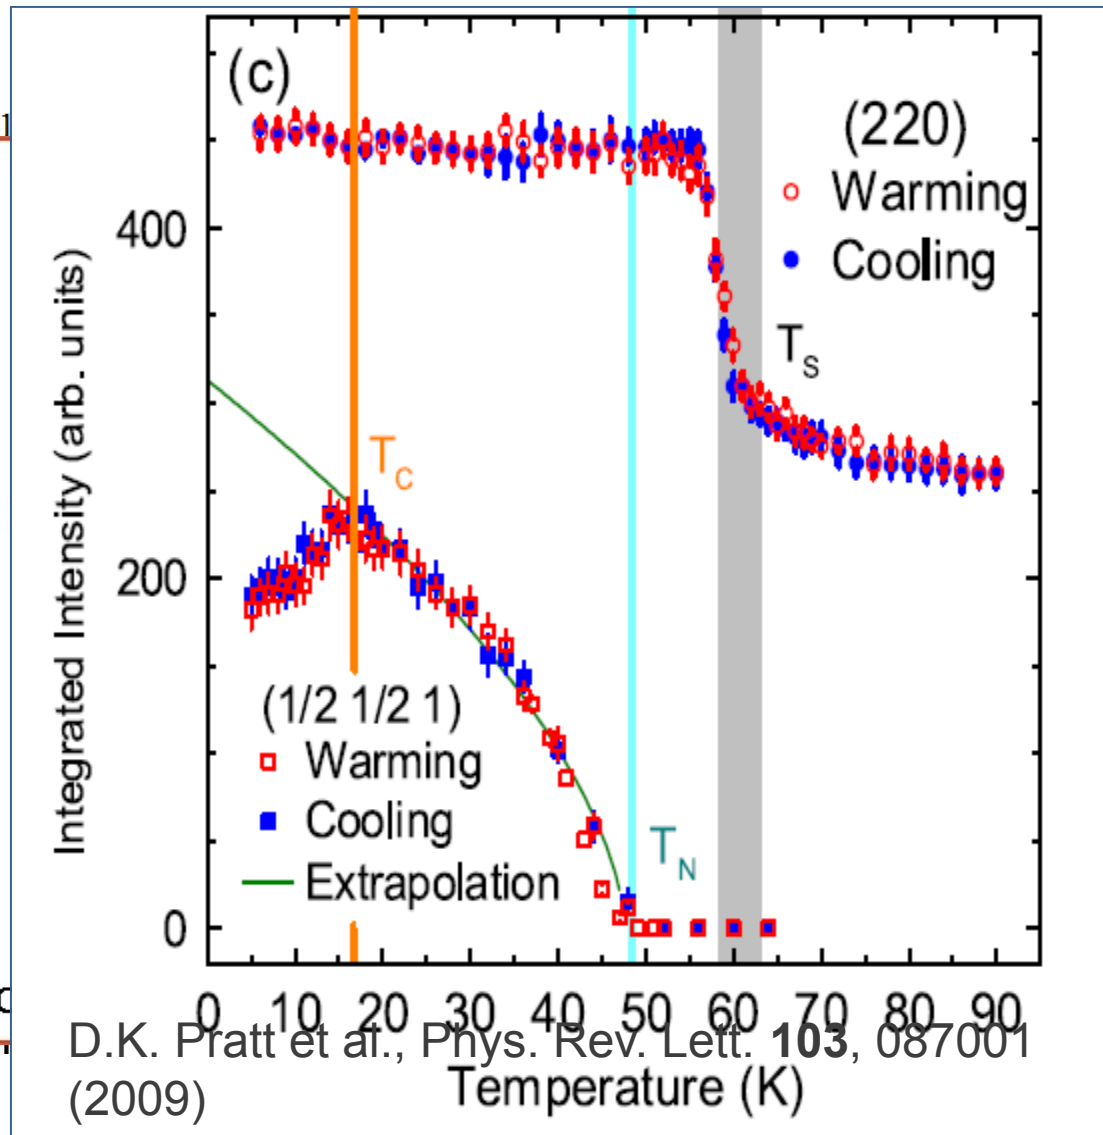 (c)
(220)
Warming
Cooling
400
T_S
T_C
200
(1/2 1/2 1)
Warming
Cooling
Extrapolation
T_N
0
Integrated Intensity (arb. units)
0 10 20 30 40 50 60 70 80 90
D.K. Pratt et al., Phys. Rev. Lett. 103, 087001
(2009)
Temperature (K)